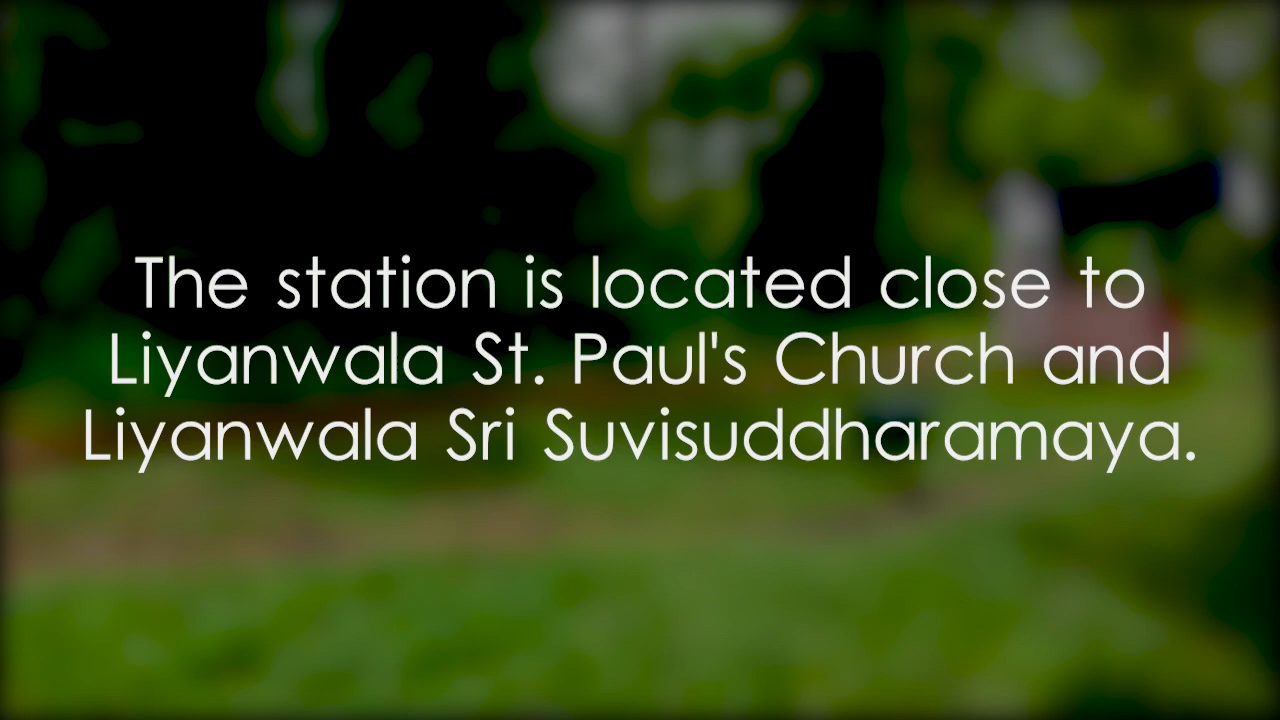 The station is located close to
Liyanwala St. Paul's Church and
Liyanwala Sri Suvisuddharamaya.